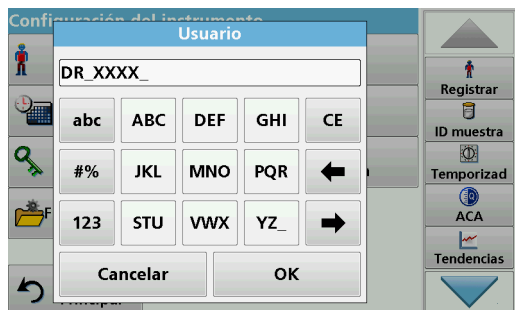 Configuración del instrumento
Usuario
DR_XXXX_
abc ABC DEF GHI CE
#% JKL MNO PQR
123 STU VWX YZ_
Cancelar OK
Principal
Registrar
ID muestra
Temporizad
ACA
Tendencias